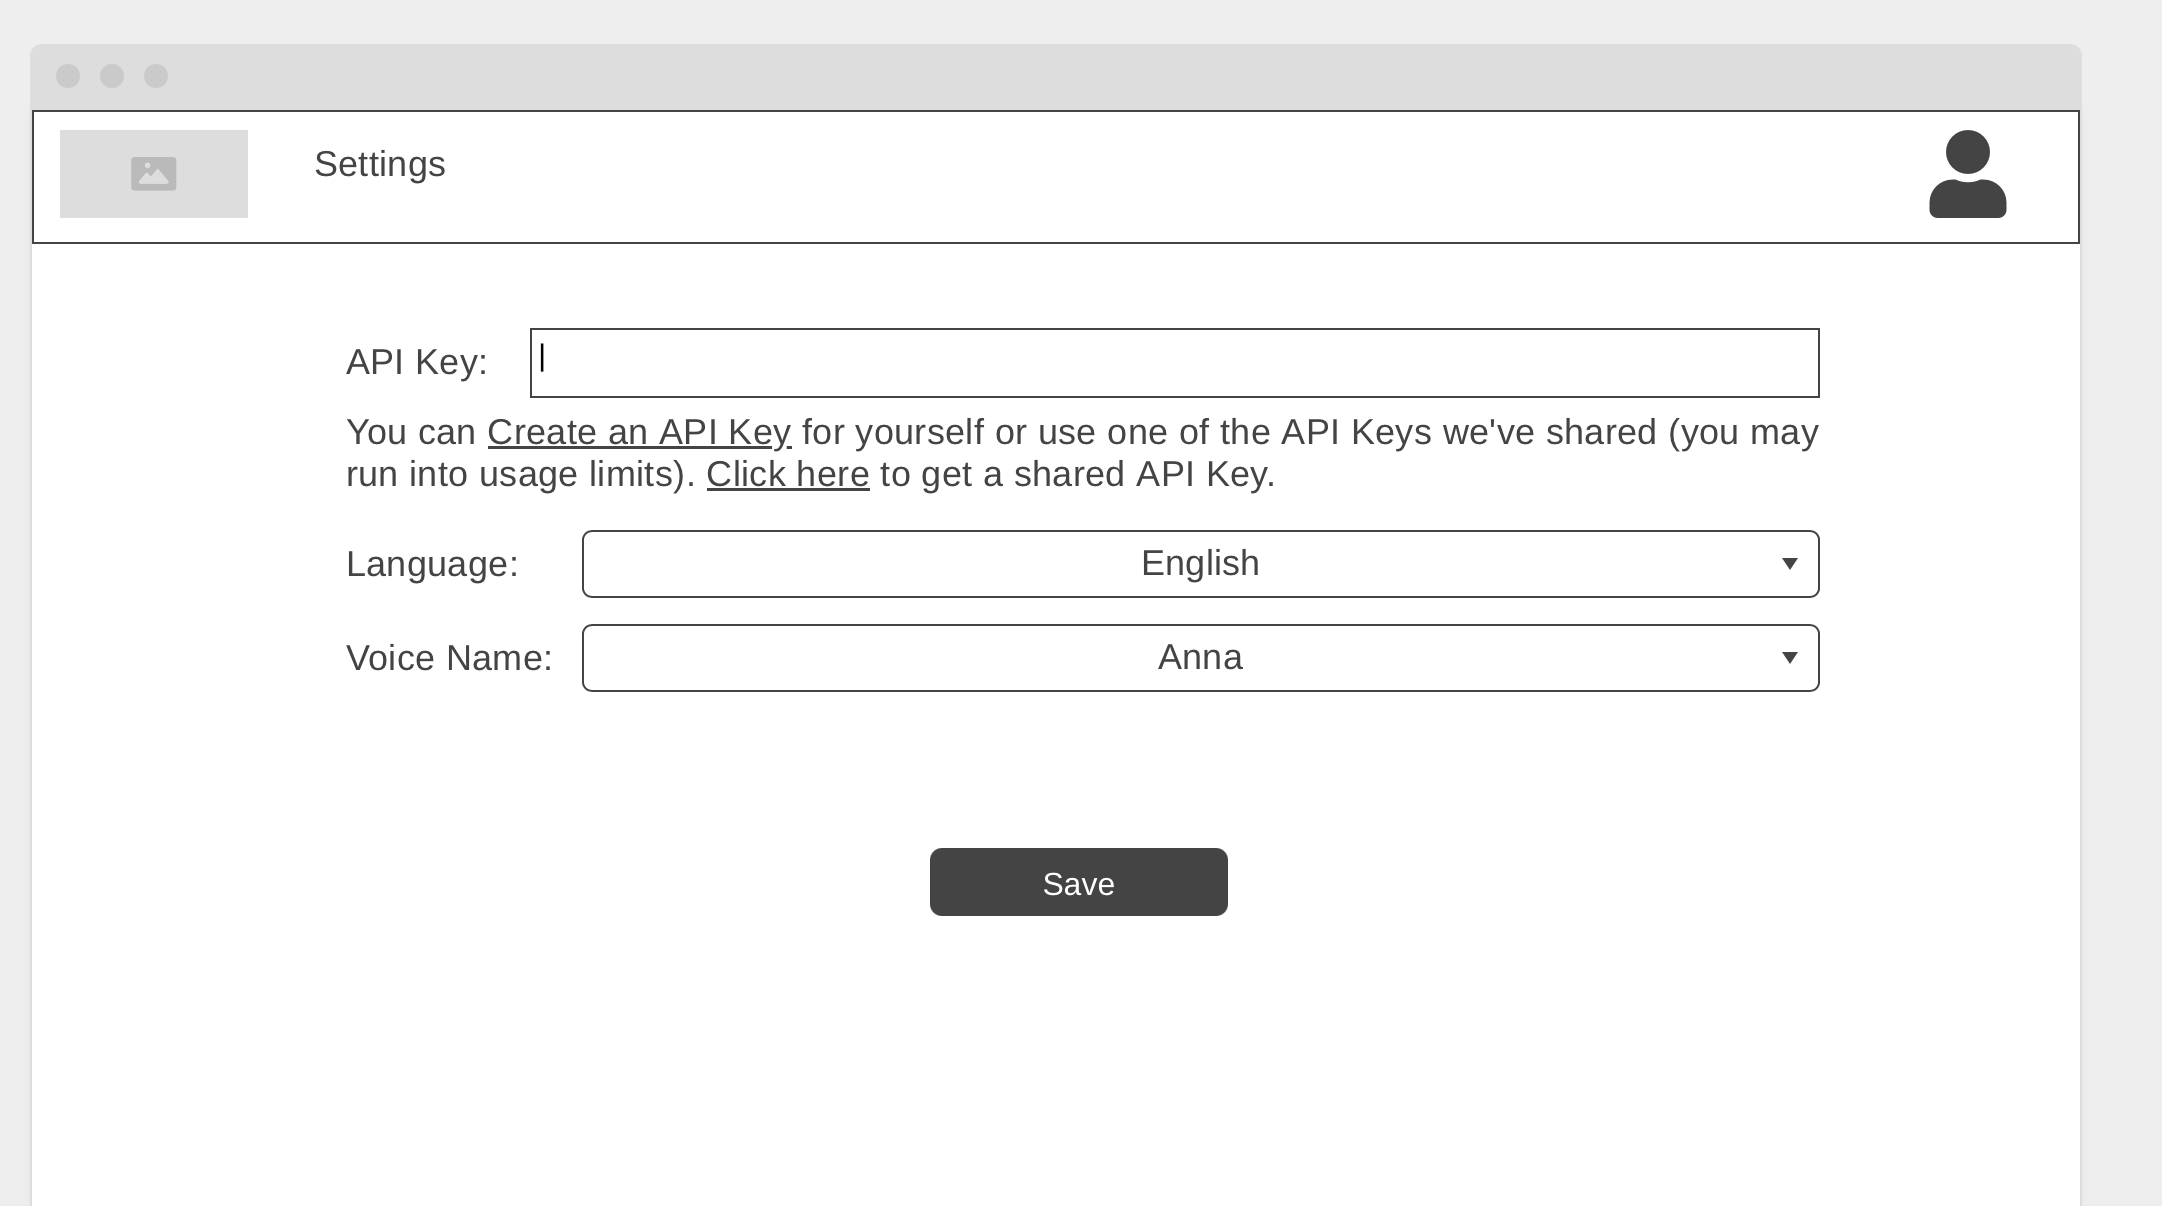 Settings
API Key:
You can Create an API Key for yourself or use one of the API Keys we've shared (you may
run into usage limits). Click here to get a shared API Key.
Language: English
Voice Name: Anna
Save